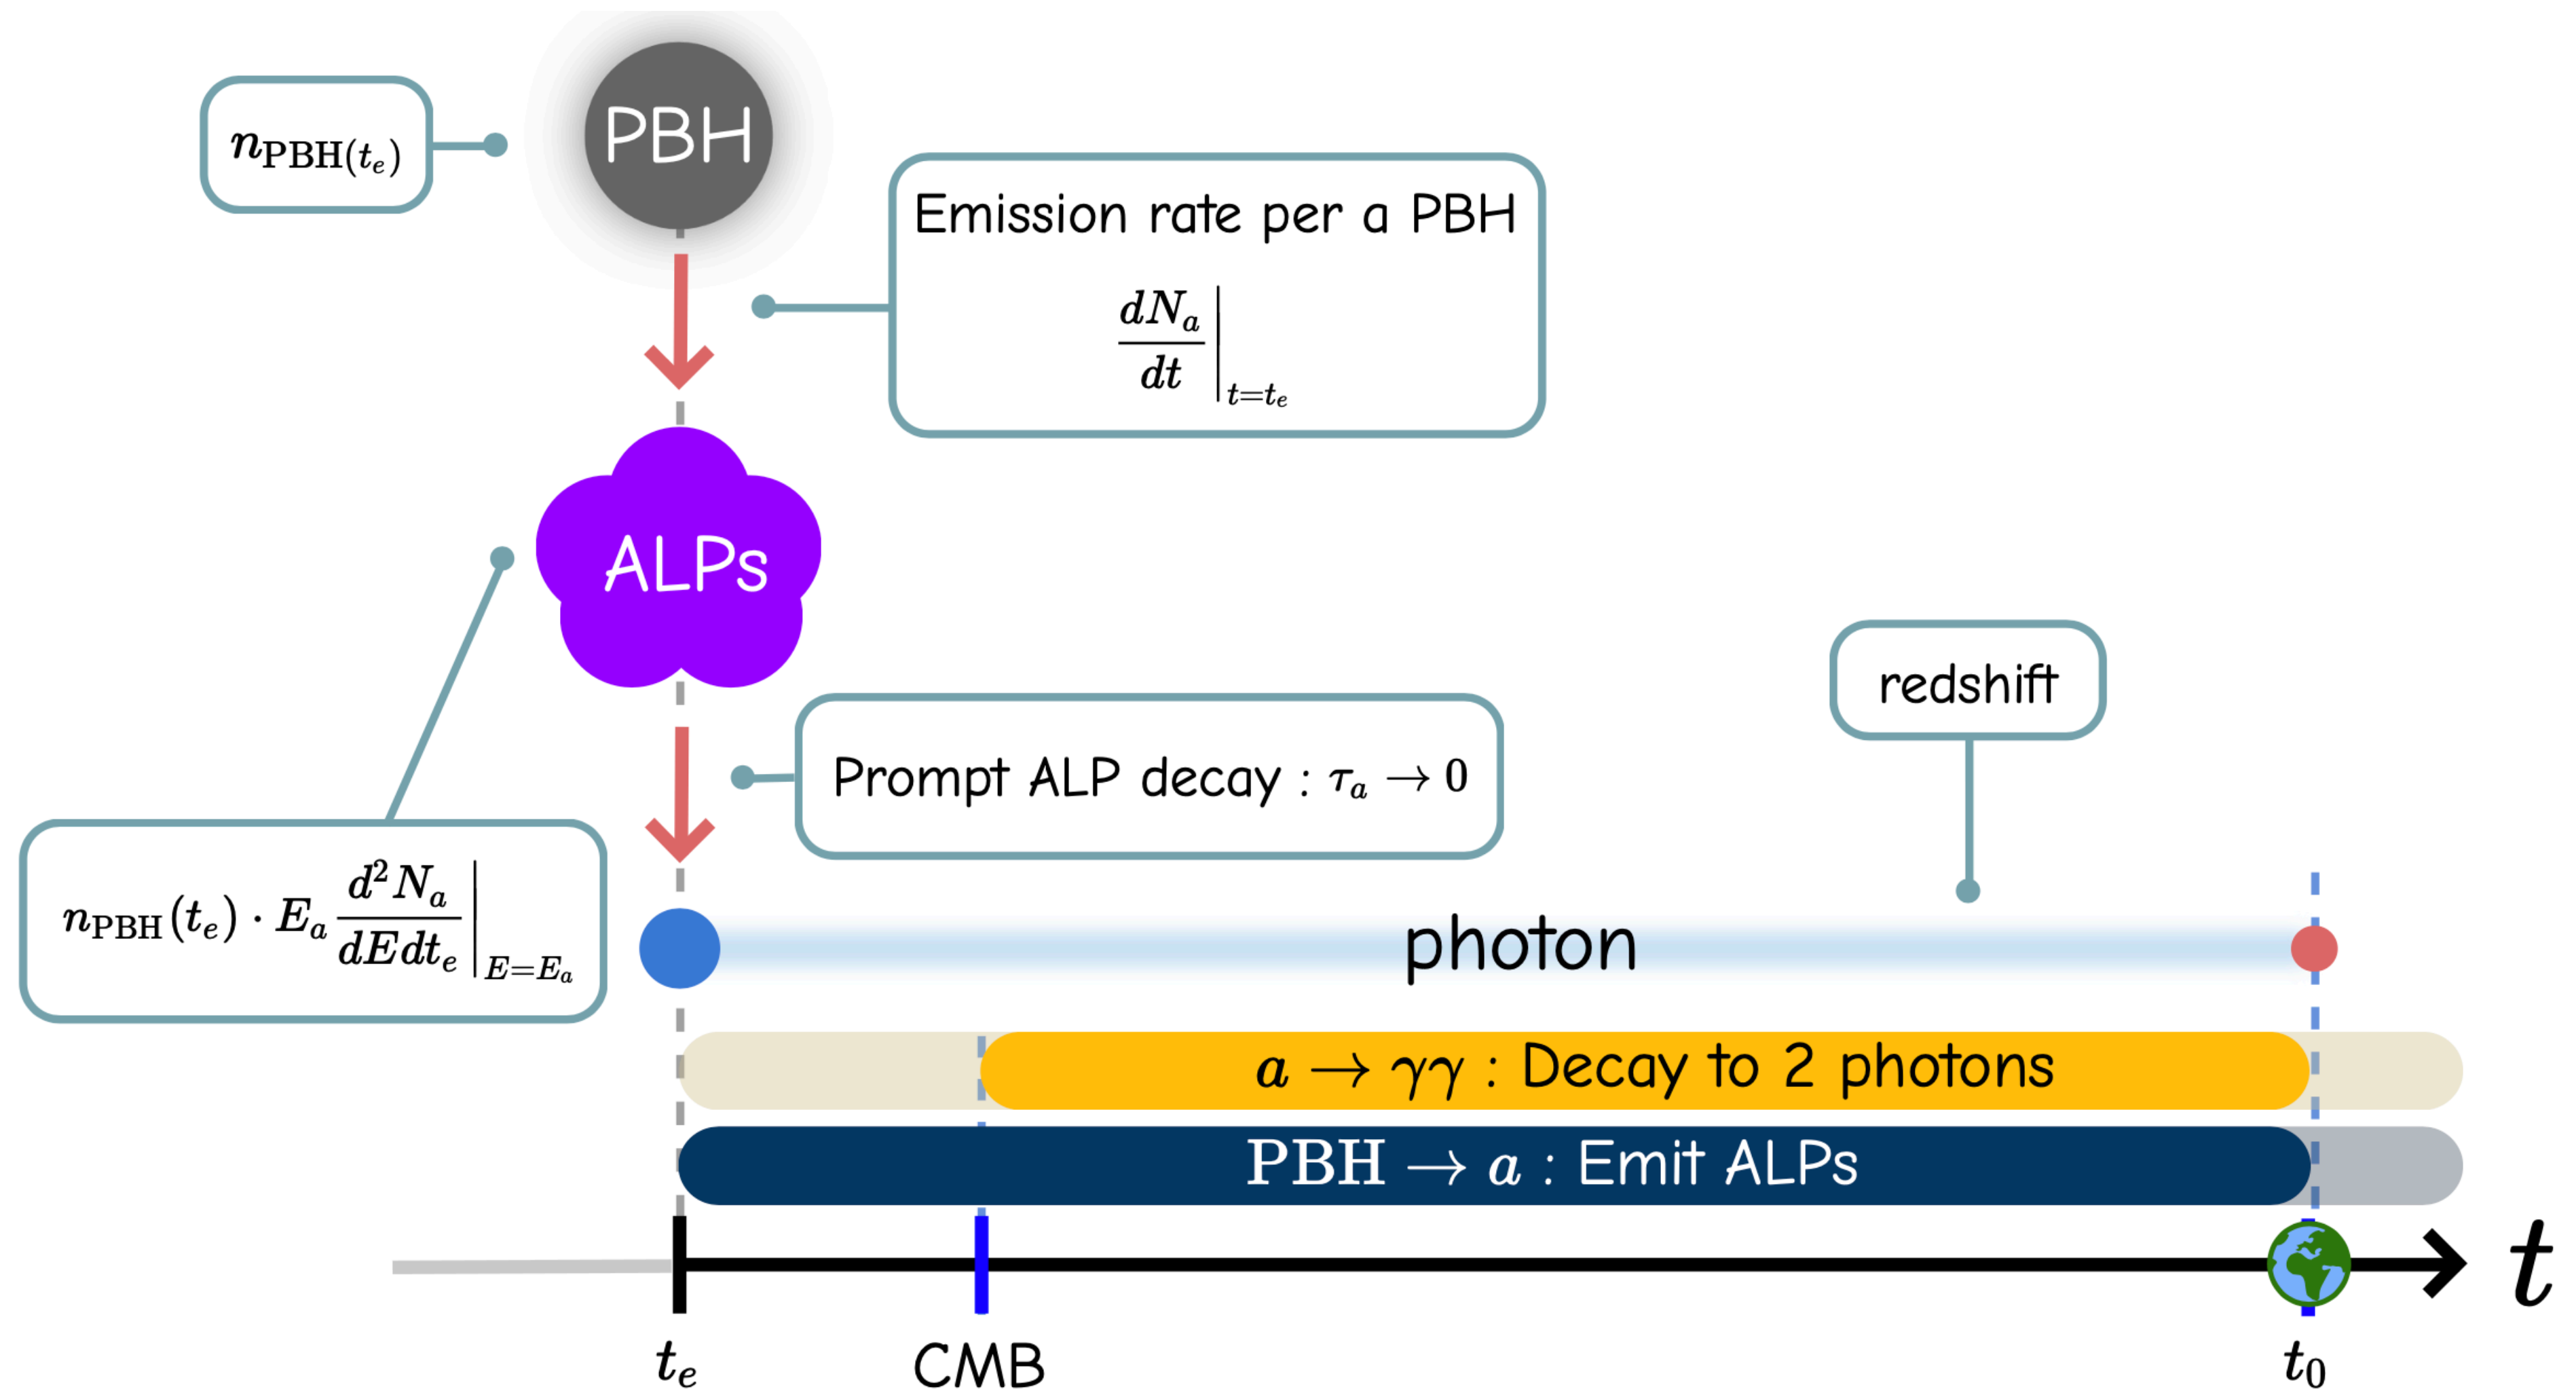 PBH
n_PBH(t_e)
Emission rate per a PBH
dN_a/dt |_{t=t_e}
ALPs
redshift
Prompt ALP decay : τ_a → 0
n_PBH(t_e) · E_a d²N_a/dEdt_e |_{E=E_a}
photon
a → γγ : Decay to 2 photons
PBH → a : Emit ALPs
t
t_e
CMB
t_0